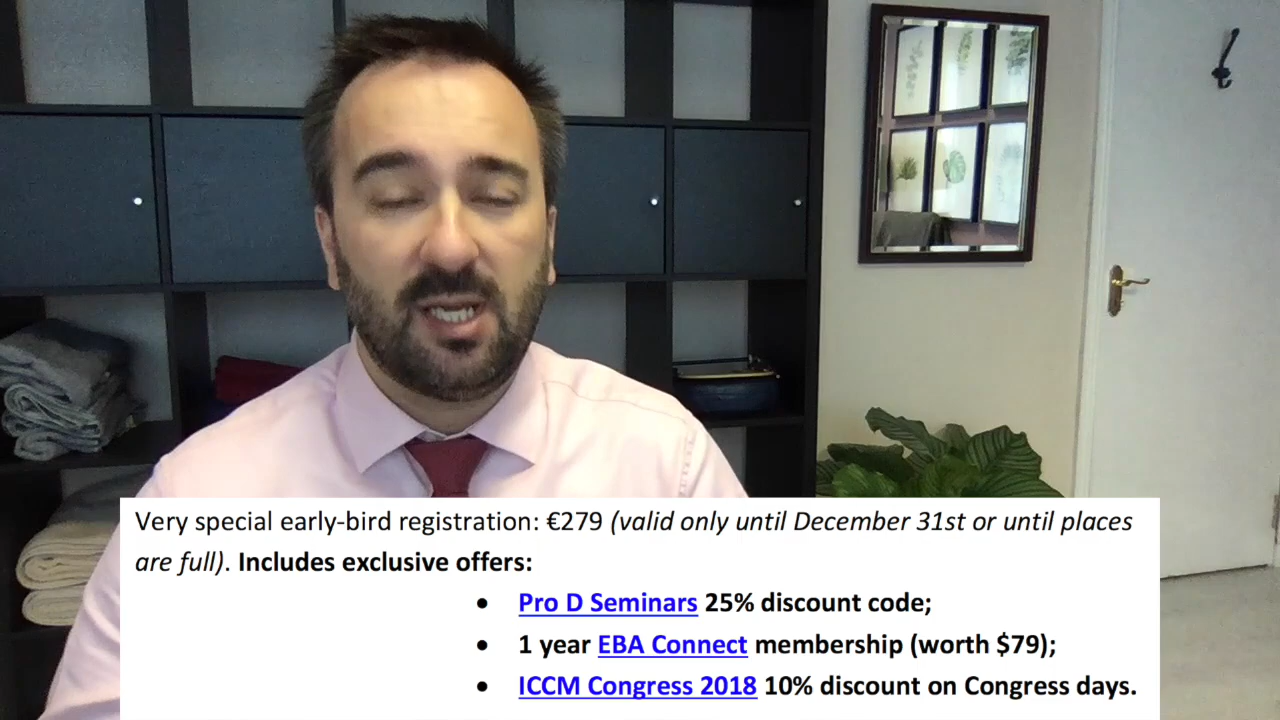 Very special early-bird registration: €279 (valid only until December 31st or until places
are full). Includes exclusive offers:
• Pro D Seminars 25% discount code;
• 1 year EBA Connect membership (worth $79);
• ICCM Congress 2018 10% discount on Congress days.